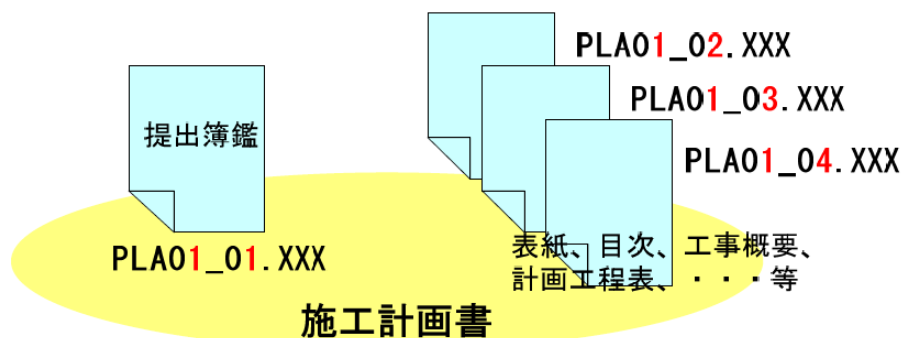 PLA01_02.XXX
PLA01_03.XXX
提出簿鑑
PLA01_04.XXX
PLA01_01.XXX
表紙、目次、工事概要、
計画工程表、・・・等
施工計画書